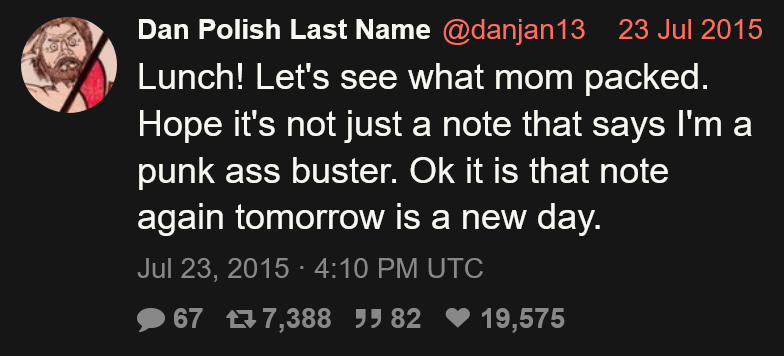 Dan Polish Last Name @danjan13 23 Jul 2015
Lunch! Let's see what mom packed.
Hope it's not just a note that says I'm a
punk ass buster. Ok it is that note
again tomorrow is a new day.
Jul 23, 2015 · 4:10 PM UTC
67 7,388 82 19,575